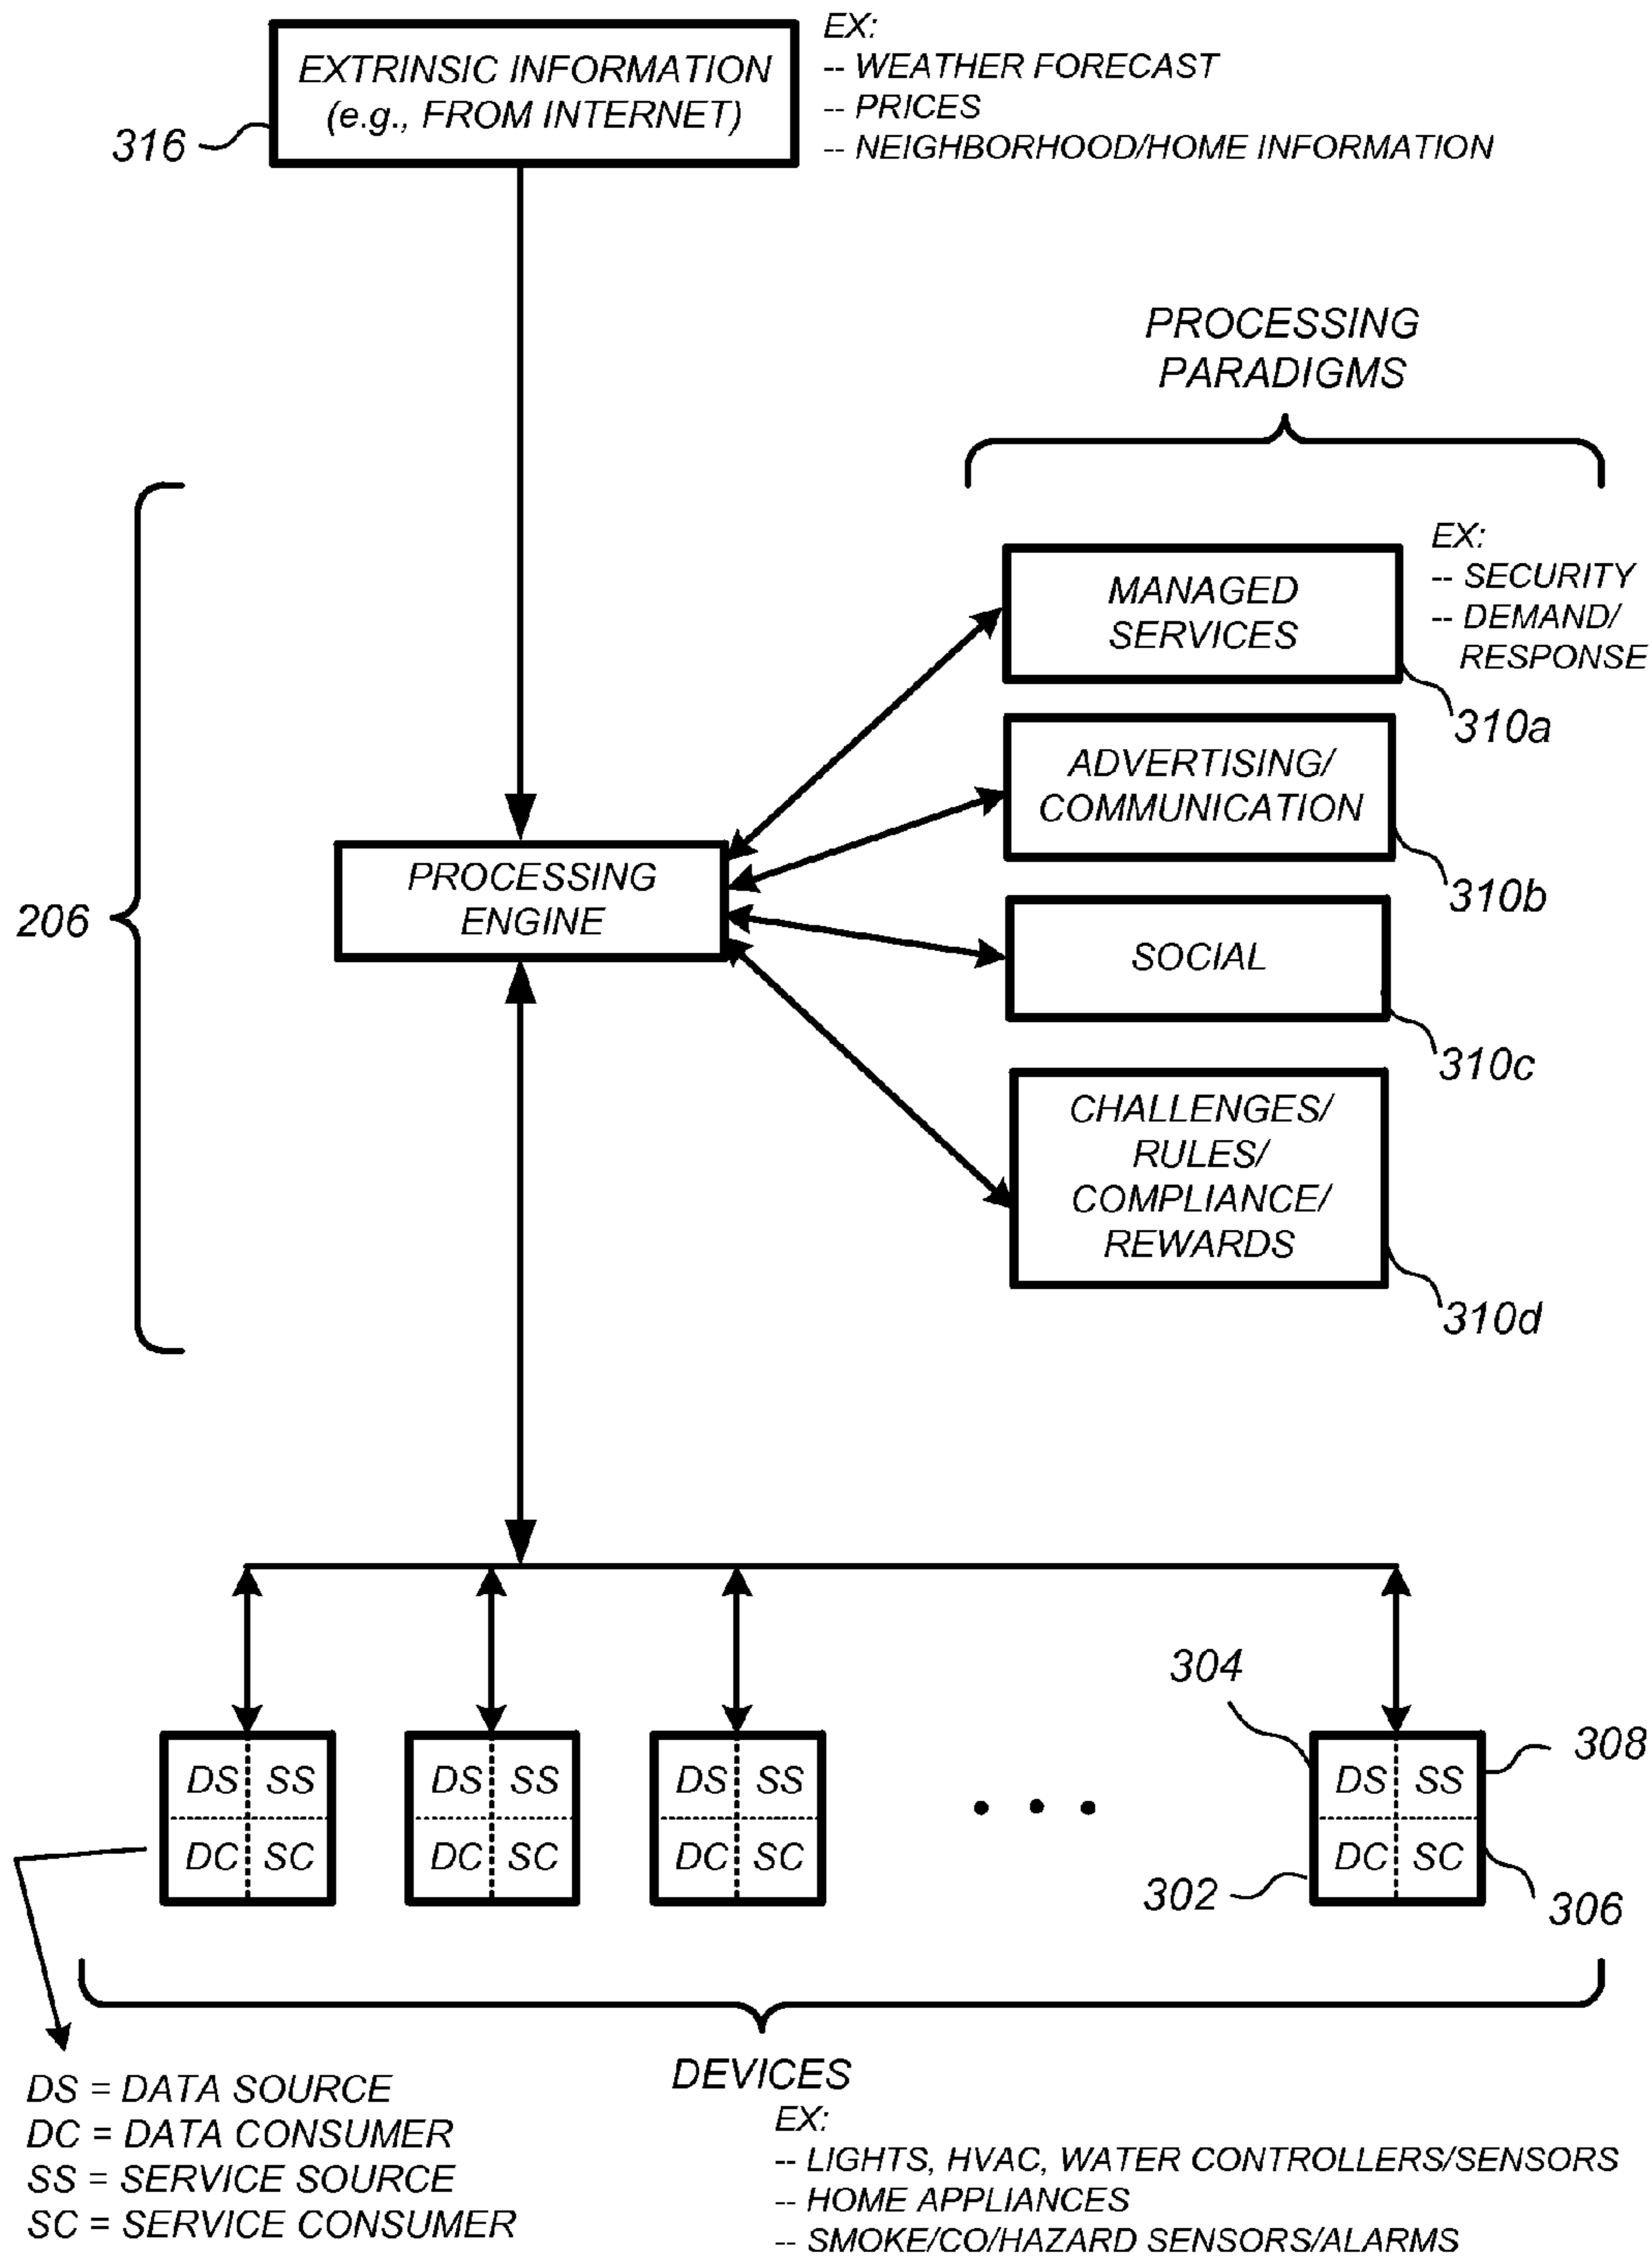 EXTRINSIC INFORMATION
(e.g., FROM INTERNET)
316
EX:
-- WEATHER FORECAST
-- PRICES
-- NEIGHBORHOOD/HOME INFORMATION
PROCESSING
PARADIGMS
206
PROCESSING
ENGINE
MANAGED
SERVICES
EX:
-- SECURITY
-- DEMAND/
RESPONSE
310a
ADVERTISING/
COMMUNICATION
310b
SOCIAL
310c
CHALLENGES/
RULES/
COMPLIANCE/
REWARDS
310d
DS SS
DC SC
DS SS
DC SC
DS SS
DC SC
304
308
DS SS
DC SC
302
306
DS = DATA SOURCE
DC = DATA CONSUMER
SS = SERVICE SOURCE
SC = SERVICE CONSUMER
DEVICES
EX:
-- LIGHTS, HVAC, WATER CONTROLLERS/SENSORS
-- HOME APPLIANCES
-- SMOKE/CO/HAZARD SENSORS/ALARMS